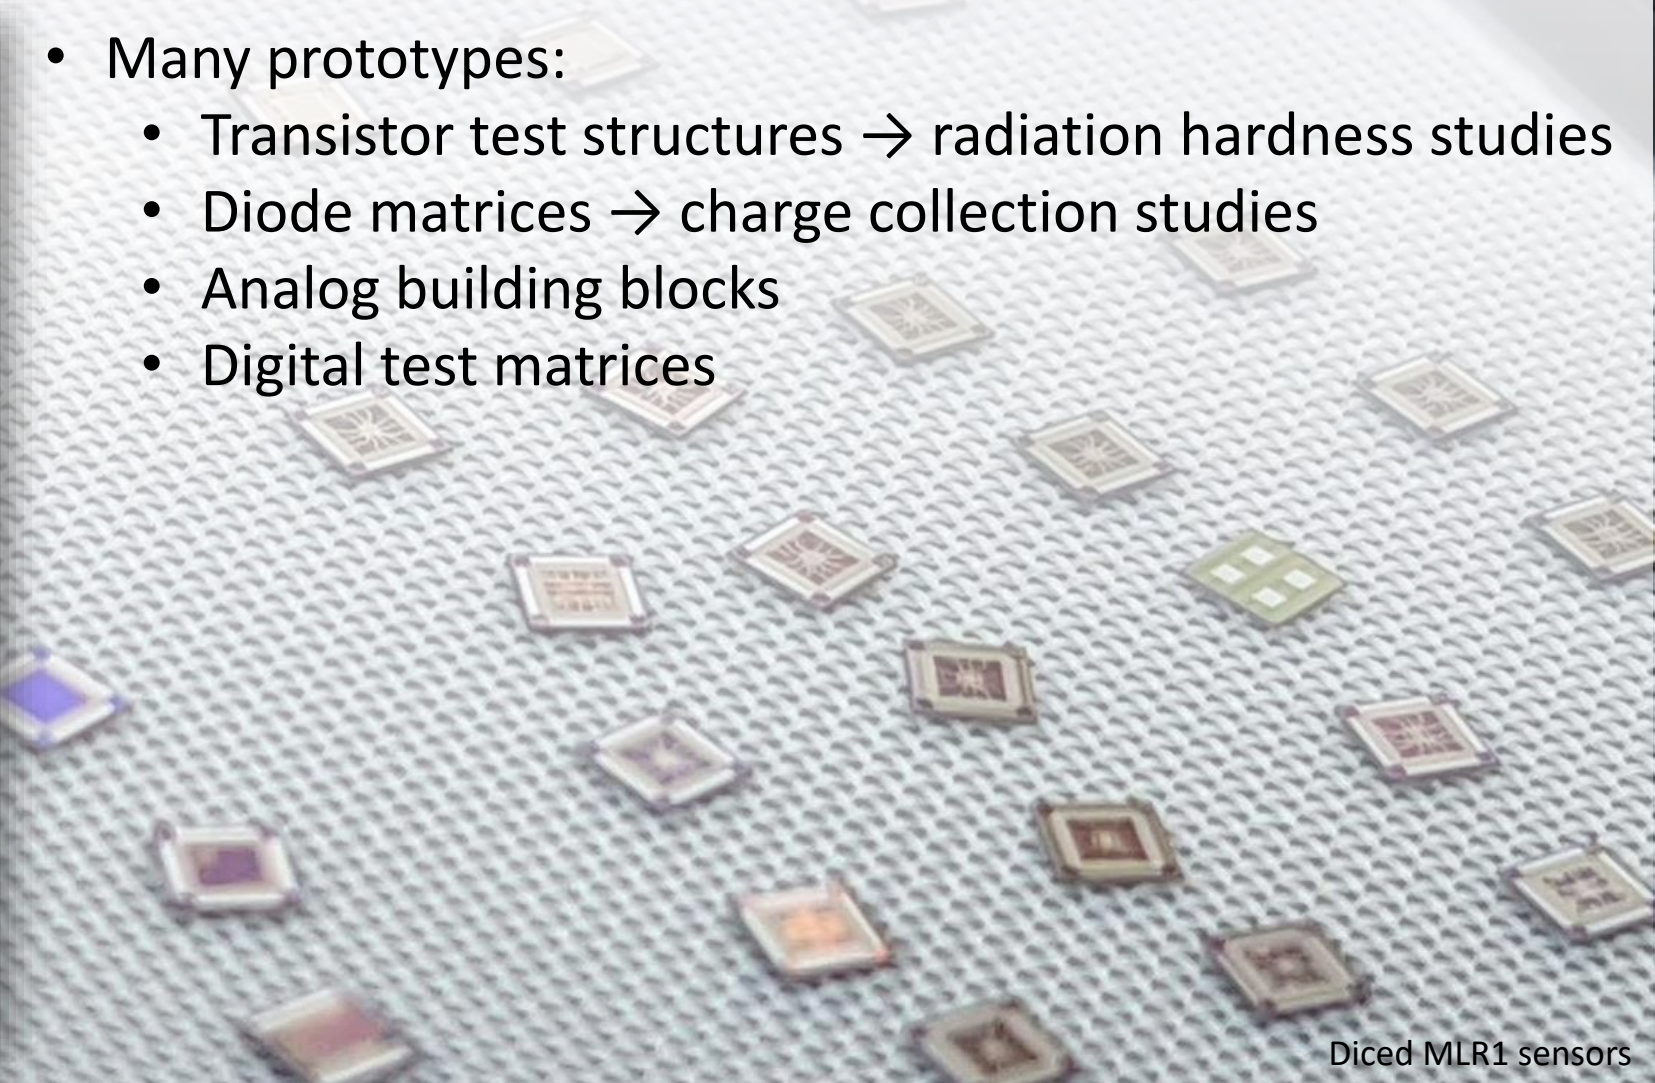 • Many prototypes:
• Transistor test structures → radiation hardness studies
• Diode matrices → charge collection studies
• Analog building blocks
• Digital test matrices
Diced MLR1 sensors